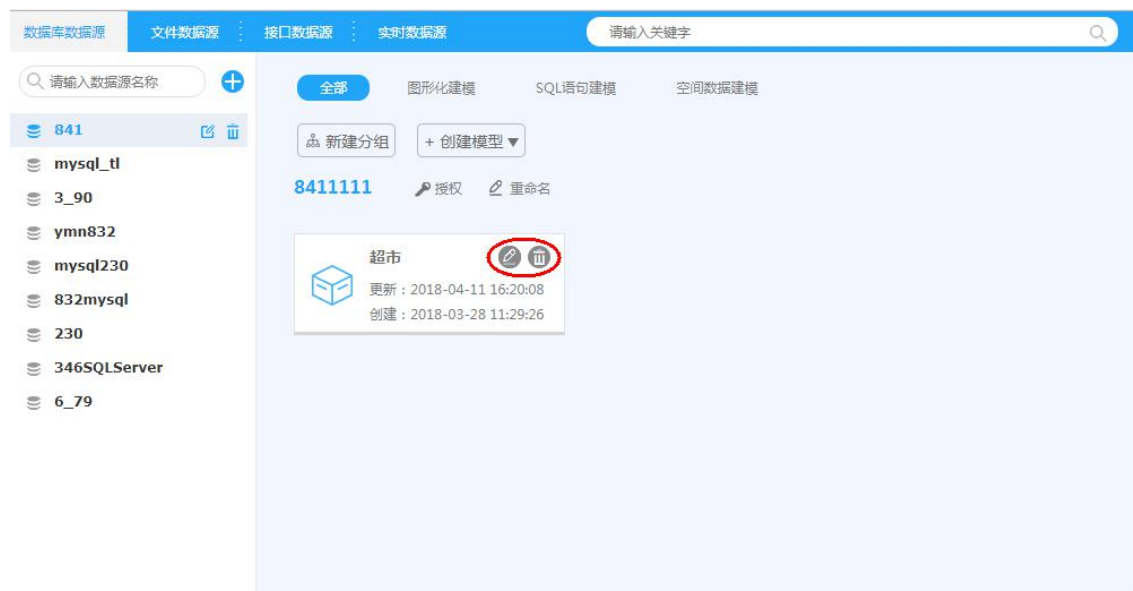 数据库数据源 文件数据源 接口数据源 实时数据源 请输入关键字
请输入数据源名称
841
mysql_tl
3_90
ymn832
mysql230
832mysql
230
346SQLServer
6_79
全部 图形化建模 SQL语句建模 空间数据建模
新建分组 + 创建模型▼
8411111 授权 重命名
超市
更新：2018-04-11 16:20:08
创建：2018-03-28 11:29:26